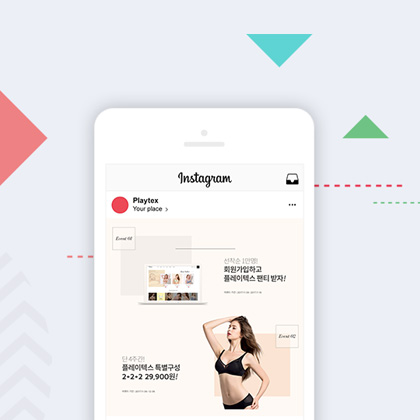 Instagram
Playtex
Your place >
Event 01
선착순 1만명!
회원가입하고
플레이텍스 팬티 받자!
Event 02
단 4주간!
플레이텍스 특별구성
2+2+2 29,900원!